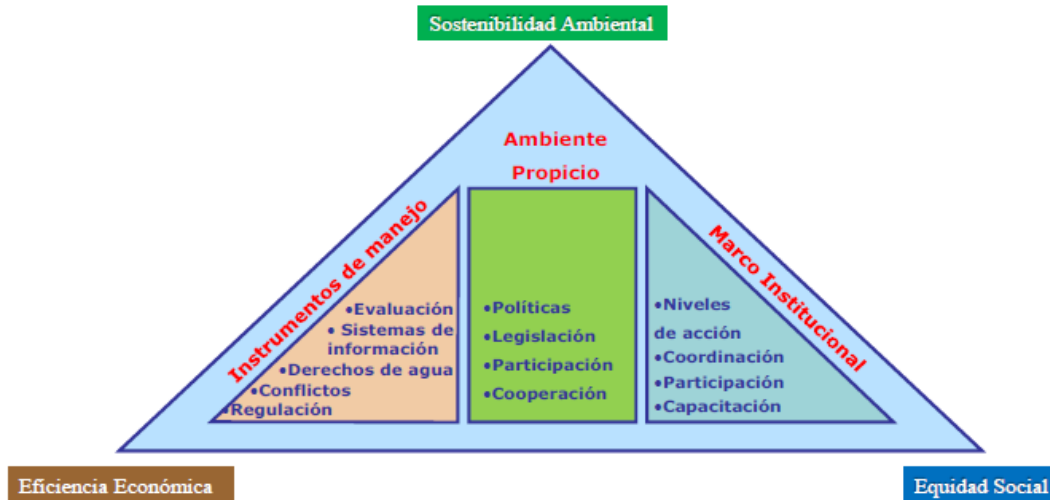 Sostenibilidad Ambiental
Ambiente
Propicio
Instrumentos de manejo
•Evaluación
• Sistemas de
información
•Derechos de agua
•Conflictos
•Regulación
•Políticas
•Legislación
•Participación
•Cooperación
Marco Institucional
•Niveles
de acción
•Coordinación
•Participación
•Capacitación
Eficiencia Económica
Equidad Social